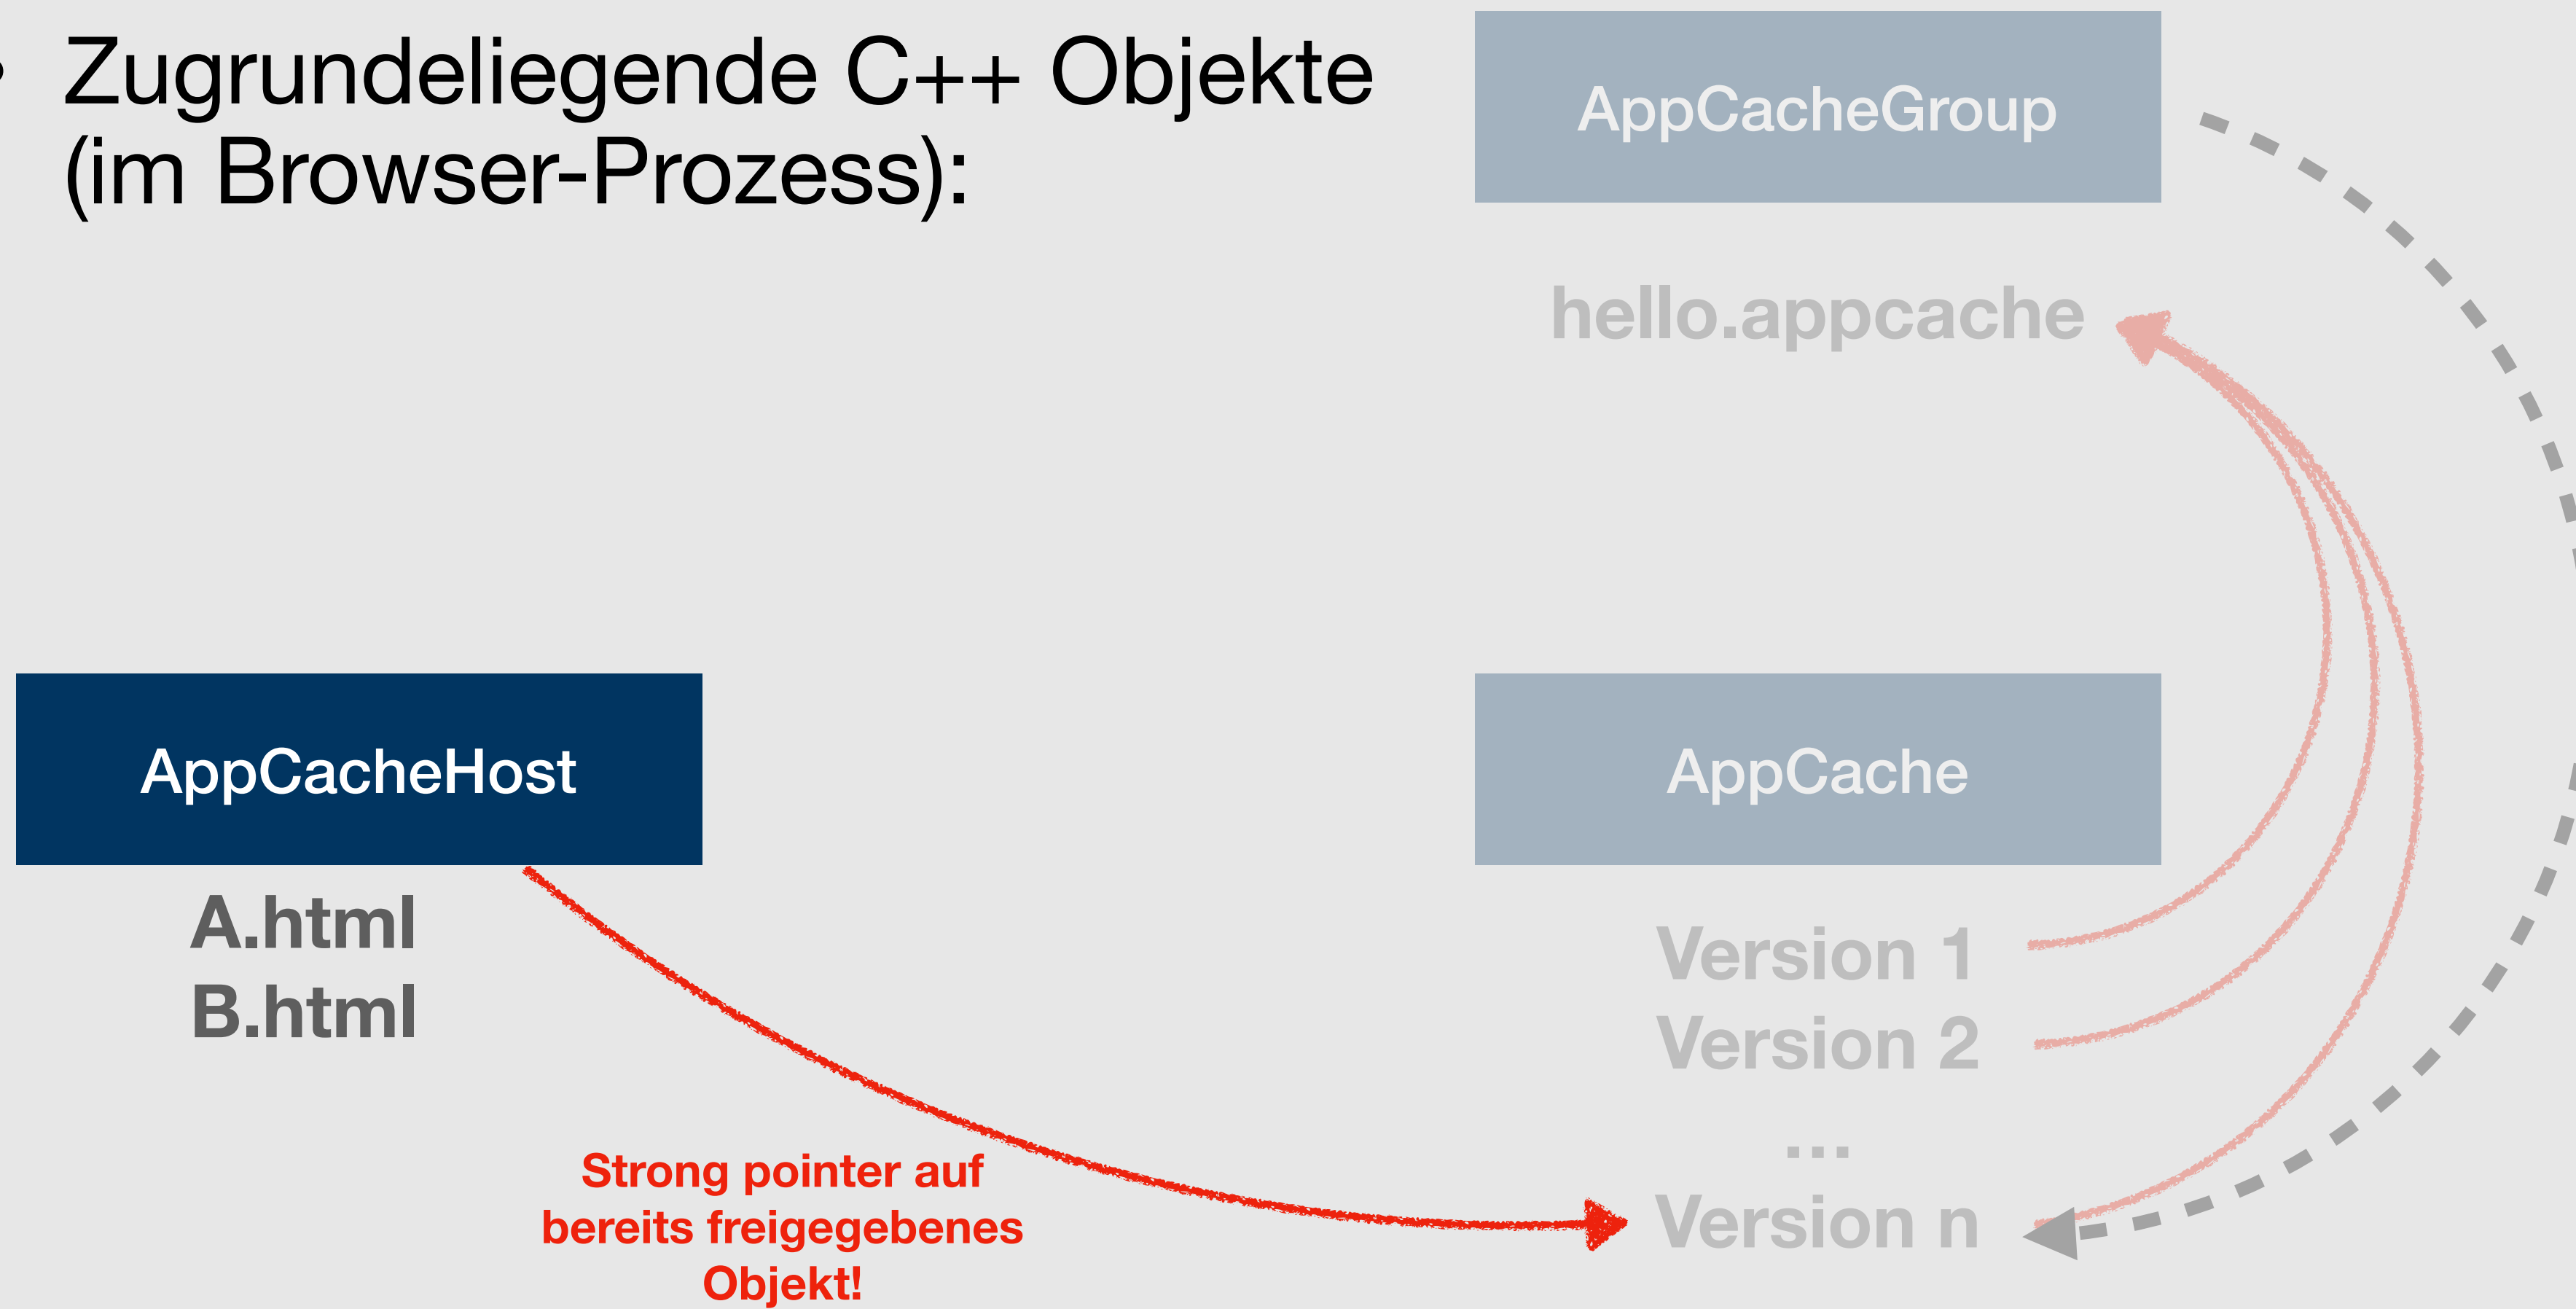 • Zugrundeliegende C++ Objekte
(im Browser-Prozess):
AppCacheGroup
hello.appcache
AppCacheHost
A.html
B.html
AppCache
Version 1
Version 2
...
Version n
Strong pointer auf
bereits freigegebenes
Objekt!